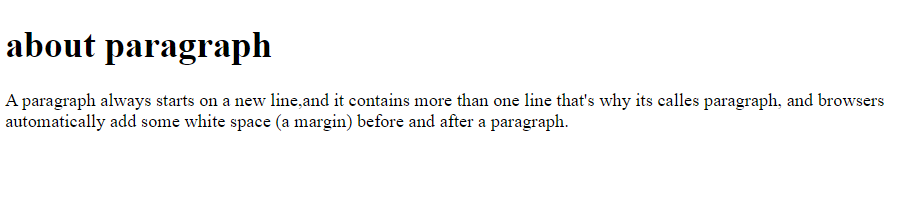 about paragraph
A paragraph always starts on a new line,and it contains more than one line that's why its calles paragraph, and browsers
automatically add some white space (a margin) before and after a paragraph.